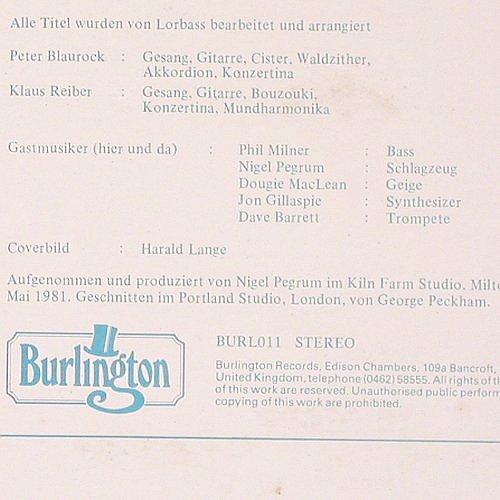 Alle Titel wurden von Lorbass bearbeitet und arrangiert
Peter Blaurock : Gesang, Gitarre, Cister, Waldzither,
Akkordion, Konzertina
Klaus Reiber : Gesang, Gitarre, Bouzouki,
Konzertina, Mundharmonika
Gastmusiker (hier und da) : Phil Milner : Bass
Nigel Pegrum : Schlagzeug
Dougie MacLean : Geige
Jon Gillaspie : Synthesizer
Dave Barrett : Trompete
Coverbild : Harald Lange
Aufgenommen und produziert von Nigel Pegrum im Kiln Farm Studio,
Mai 1981. Geschnitten im Portland Studio, London, von George Peckham.
Burlington
BURL011 STEREO
Burlington Records, Edison Chambers, 109a Bancroft,
United Kingdom, telephone (0462) 58555. All rights of
of this work are reserved. Unauthorised public
copying of this work are prohibited.